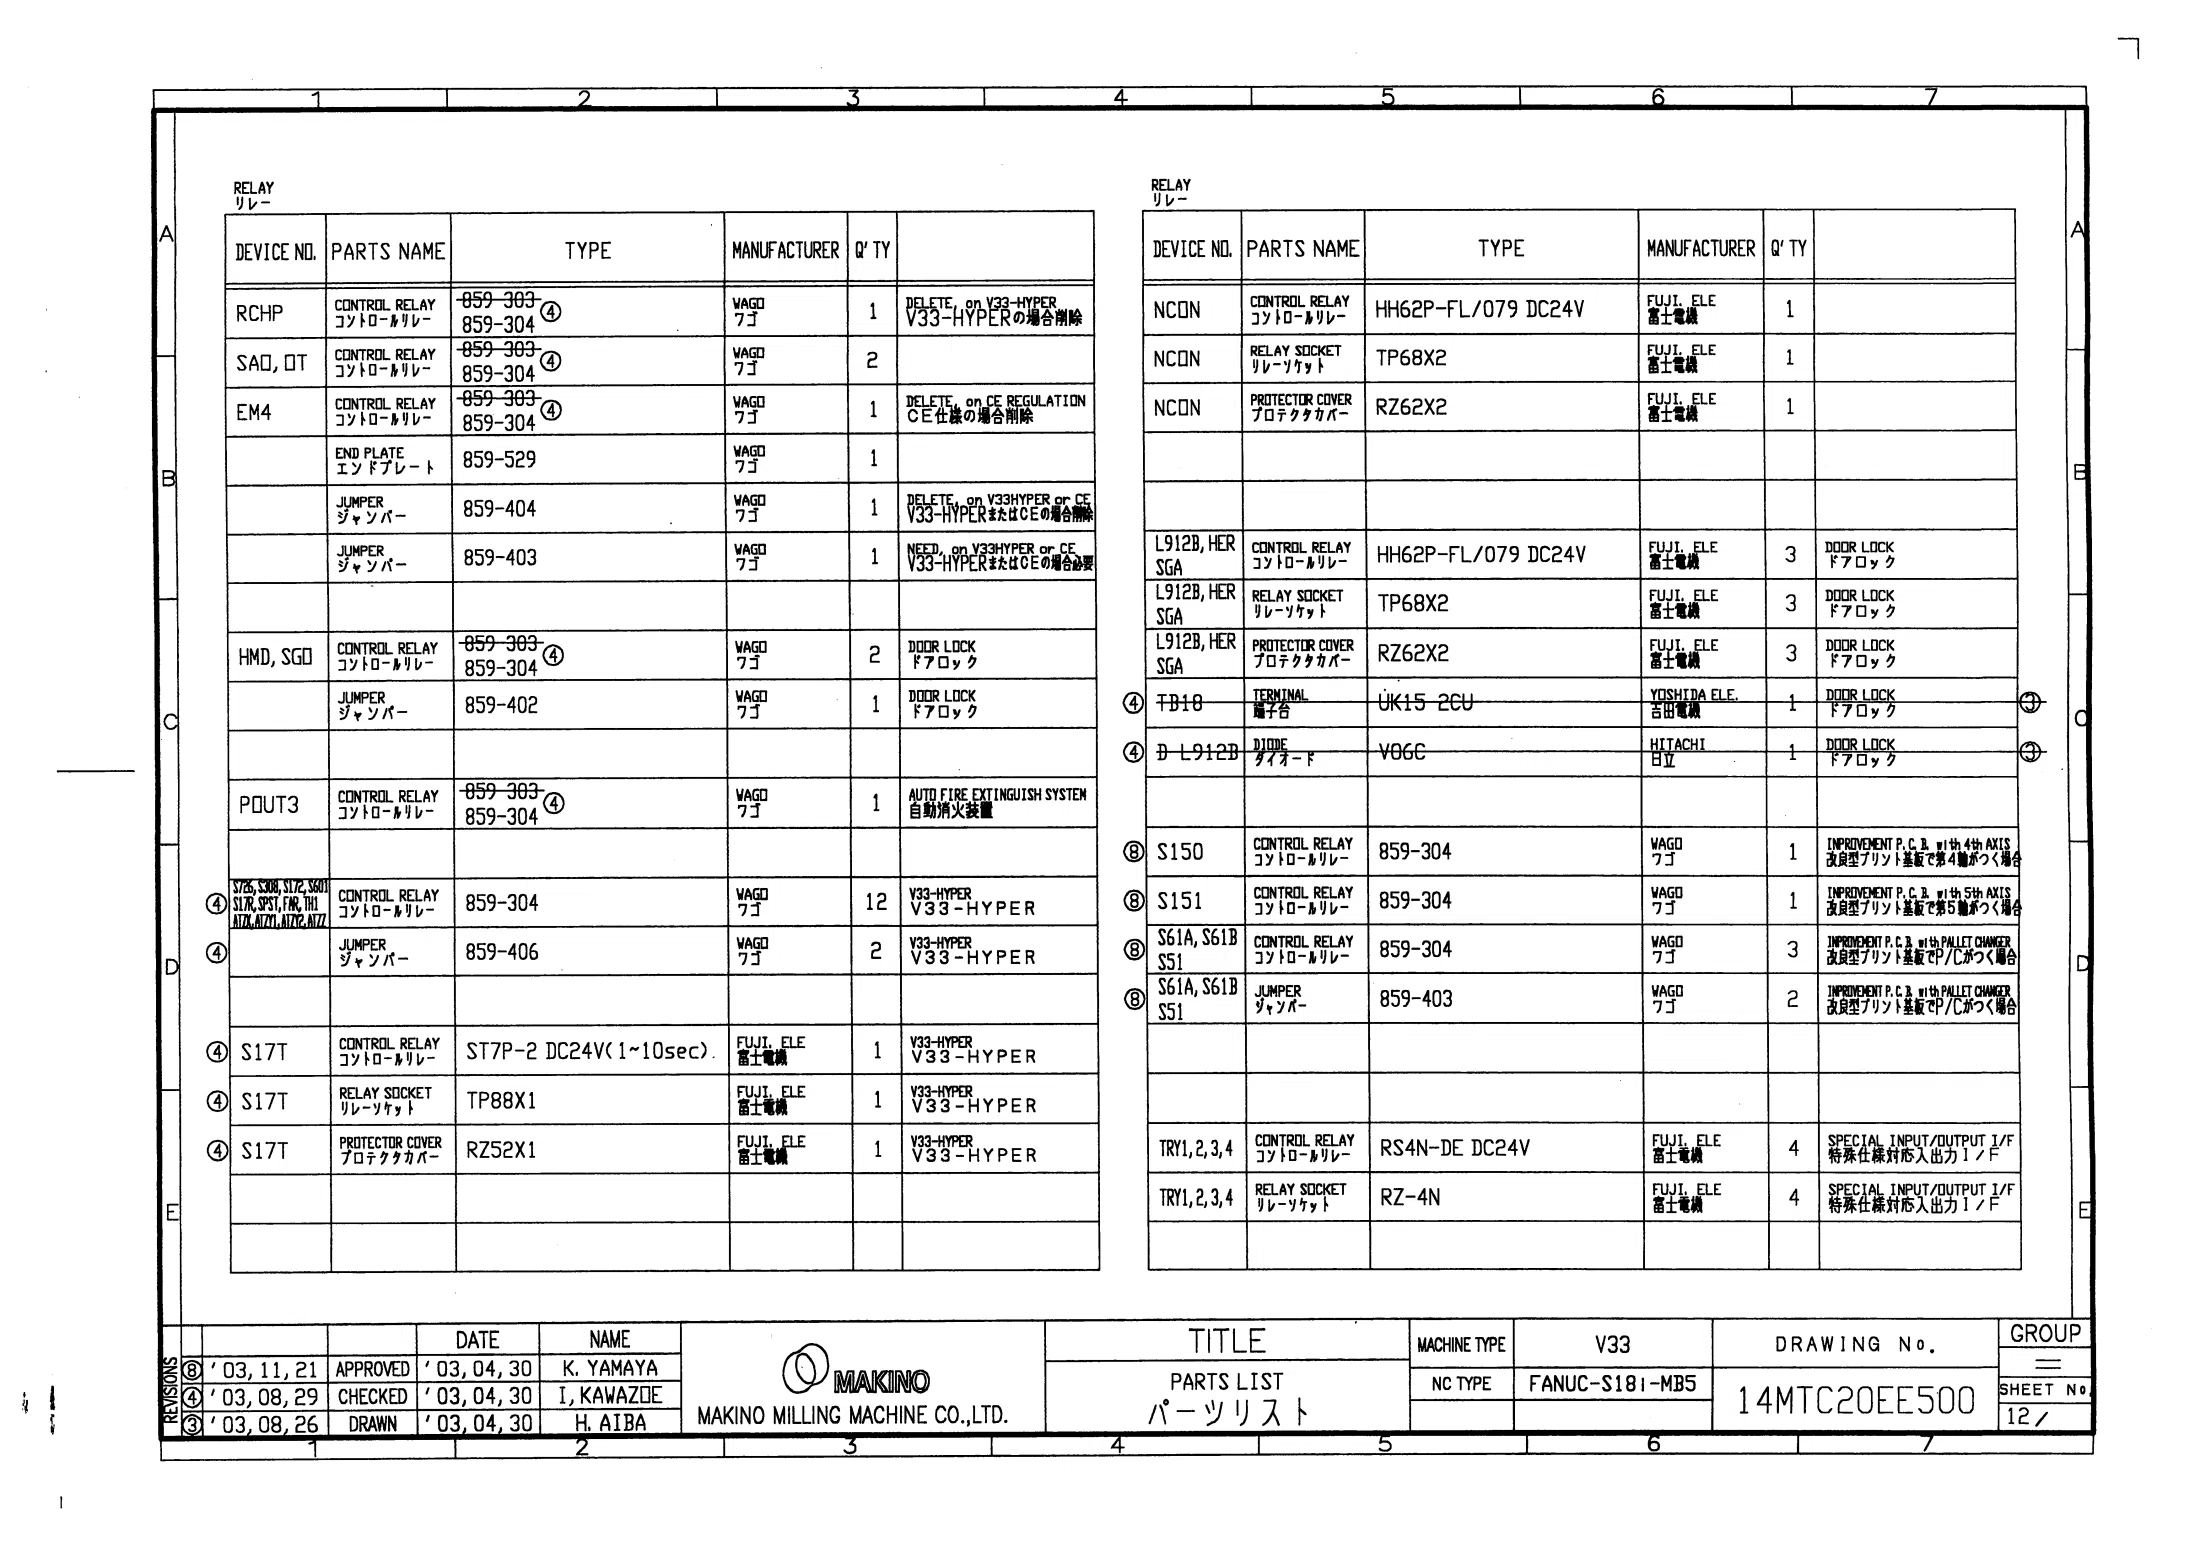 1 2 3 4 5 6 7
A
B
C
D
E
RELAY
リレー
DEVICE NO. PARTS NAME TYPE MANUFACTURER Q'TY
RCHP CONTROL RELAY コントロールリレー 859-303 ④ 859-304 WAGO ワゴ 1 DELETE, on V33-HYPER V33-HYPERの場合削除
SAO, OT CONTROL RELAY コントロールリレー 859-303 ④ 859-304 WAGO ワゴ 2
EM4 CONTROL RELAY コントロールリレー 859-303 ④ 859-304 WAGO ワゴ 1 DELETE, on CE REGULATION CE仕様の場合削除
END PLATE エンドプレート 859-529 WAGO ワゴ 1
JUMPER ジャンパー 859-404 WAGO ワゴ 1 DELETE, on V33HYPER or CE V33-HYPERまたはCEの場合削除
JUMPER ジャンパー 859-403 WAGO ワゴ 1 NEED, on V33HYPER or CE V33-HYPERまたはCEの場合必要
HMD, SGO CONTROL RELAY コントロールリレー 859-303 ④ 859-304 WAGO ワゴ 2 DOOR LOCK ドアロック
JUMPER ジャンパー 859-402 WAGO ワゴ 1 DOOR LOCK ドアロック
POUT3 CONTROL RELAY コントロールリレー 859-303 ④ 859-304 WAGO ワゴ 1 AUTO FIRE EXTINGUISH SYSTEM 自動消火装置
④ S726, S308, S172, S601 S17R, SPST, FAR, TH1 ATZX, ATZY1, ATZY2, ATZZ CONTROL RELAY コントロールリレー 859-304 WAGO ワゴ 12 V33-HYPER V33-HYPER
④ JUMPER ジャンパー 859-406 WAGO ワゴ 2 V33-HYPER V33-HYPER
④ S17T CONTROL RELAY コントロールリレー ST7P-2 DC24V(1~10sec). FUJI. ELE 富士電機 1 V33-HYPER V33-HYPER
④ S17T RELAY SOCKET リレーソケット TP88X1 FUJI. ELE 富士電機 1 V33-HYPER V33-HYPER
④ S17T PROTECTOR COVER プロテクタカバー RZ52X1 FUJI. ELE 富士電機 1 V33-HYPER V33-HYPER
RELAY
リレー
DEVICE NO. PARTS NAME TYPE MANUFACTURER Q'TY
NCON CONTROL RELAY コントロールリレー HH62P-FL/079 DC24V FUJI. ELE 富士電機 1
NCON RELAY SOCKET リレーソケット TP68X2 FUJI. ELE 富士電機 1
NCON PROTECTOR COVER プロテクタカバー RZ62X2 FUJI. ELE 富士電機 1
L912B, HER SGA CONTROL RELAY コントロールリレー HH62P-FL/079 DC24V FUJI. ELE 富士電機 3 DOOR LOCK ドアロック
L912B, HER SGA RELAY SOCKET リレーソケット TP68X2 FUJI. ELE 富士電機 3 DOOR LOCK ドアロック
L912B, HER SGA PROTECTOR COVER プロテクタカバー RZ62X2 FUJI. ELE 富士電機 3 DOOR LOCK ドアロック
④ TB18 TERMINAL 端子台 UK15-2CU YOSHIDA ELE. 吉田電機 1 DOOR LOCK ドアロック ③
④ D-L912B DIODE ダイオード V06C HITACHI 日立 1 DOOR LOCK ドアロック ③
⑧ S150 CONTROL RELAY コントロールリレー 859-304 WAGO ワゴ 1 INPROVEMENT P.C.B. with 4th AXIS 改良型プリント基板で第4軸がつく場合
⑧ S151 CONTROL RELAY コントロールリレー 859-304 WAGO ワゴ 1 INPROVEMENT P.C.B. with 5th AXIS 改良型プリント基板で第5軸がつく場合
⑧ S61A, S61B S51 CONTROL RELAY コントロールリレー 859-304 WAGO ワゴ 3 INPROVEMENT P.C.B. with PALLET CHANGER 改良型プリント基板でP/Cがつく場合
⑧ S61A, S61B S51 JUMPER ジャンパー 859-403 WAGO ワゴ 2 INPROVEMENT P.C.B. with PALLET CHANGER 改良型プリント基板でP/Cがつく場合
TRY1,2,3,4 CONTROL RELAY コントロールリレー RS4N-DE DC24V FUJI. ELE 富士電機 4 SPECIAL INPUT/OUTPUT I/F 特殊仕様対応入出力I/F
TRY1,2,3,4 RELAY SOCKET リレーソケット RZ-4N FUJI. ELE 富士電機 4 SPECIAL INPUT/OUTPUT I/F 特殊仕様対応入出力I/F
A
B
C
D
E
REVISIONS
DATE NAME
⑧ '03,11,21 APPROVED '03,04,30 K. YAMAYA
④ '03,08,29 CHECKED '03,04,30 I, KAWAZOE
③ '03,08,26 DRAWN '03,04,30 H. AIBA
MAKINO
MAKINO MILLING MACHINE CO.,LTD.
TITLE
PARTS LIST
パーツリスト
MACHINE TYPE V33
NC TYPE FANUC-S18i-MB5
DRAWING No.
14MTC20EE500
GROUP
SHEET No.
12/
1 2 3 4 5 6 7